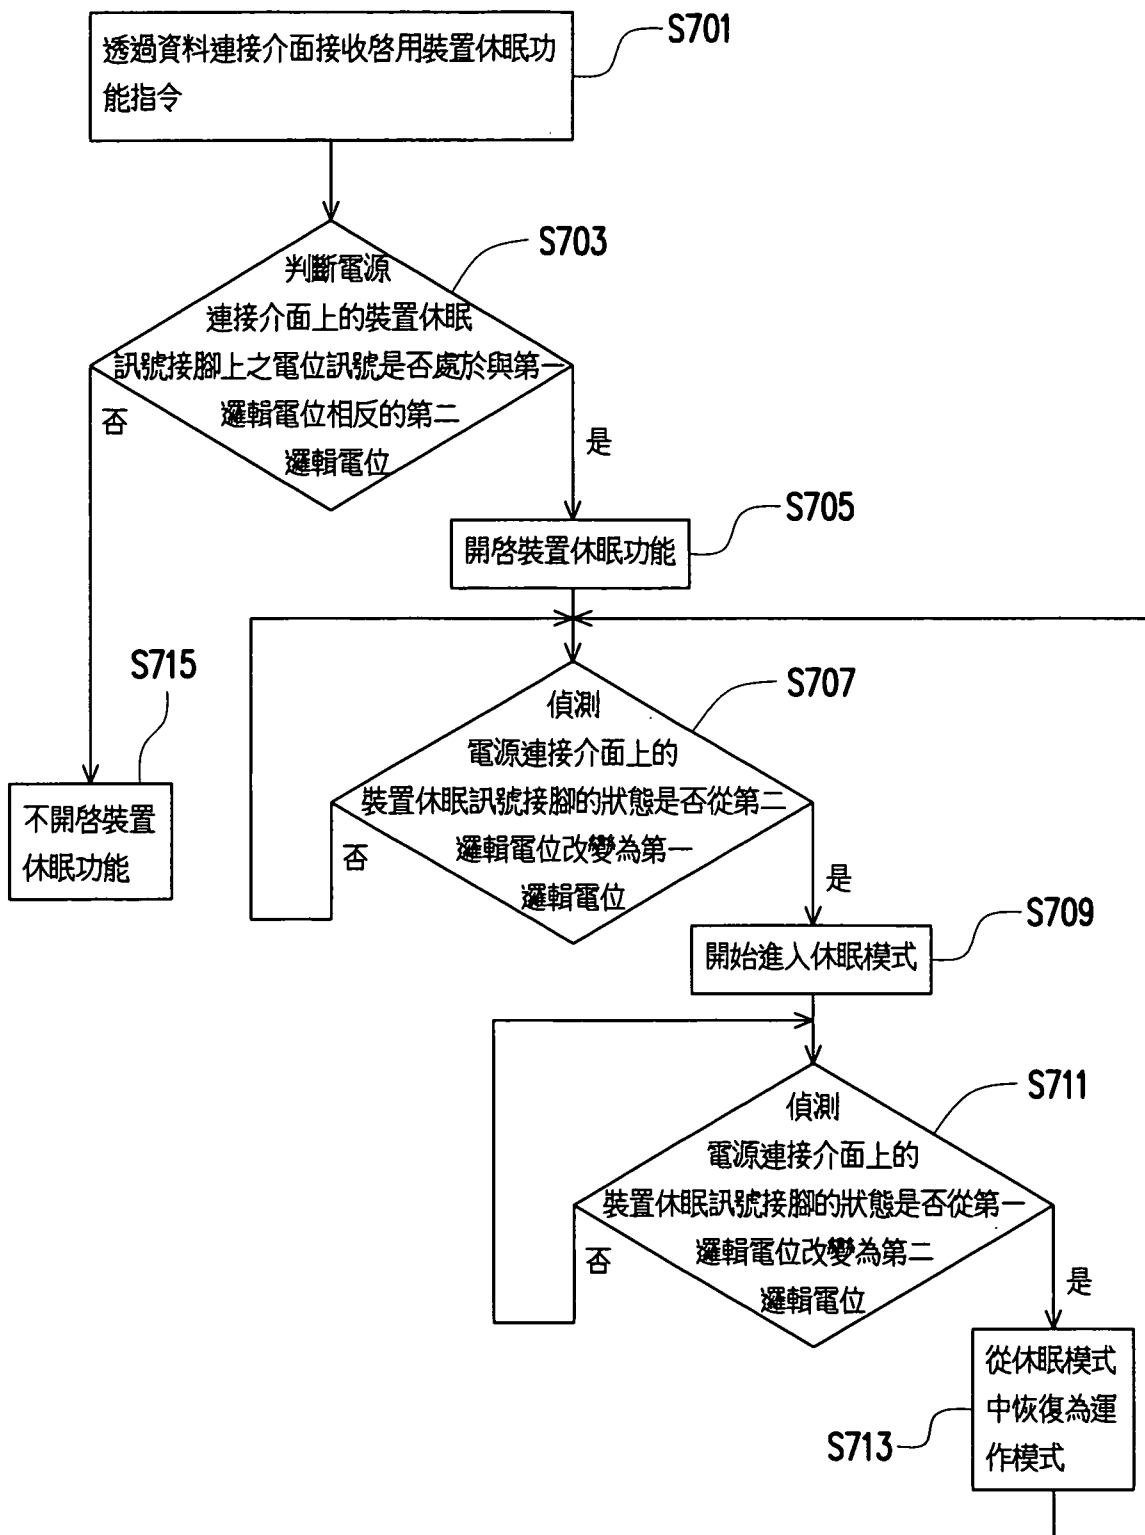 透過資料連接介面接收啓用裝置休眠功
能指令
S701
判斷電源
連接介面上的裝置休眠
訊號接腳上之電位訊號是否處於與第一
邏輯電位相反的第二
邏輯電位
S703
否
是
開啓裝置休眠功能
S705
S715
不開啓裝置
休眠功能
偵測
電源連接介面上的
裝置休眠訊號接腳的狀態是否從第二
邏輯電位改變為第一
邏輯電位
S707
否
是
開始進入休眠模式
S709
偵測
電源連接介面上的
裝置休眠訊號接腳的狀態是否從第一
邏輯電位改變為第二
邏輯電位
S711
否
是
從休眠模式
中恢復為運
作模式
S713